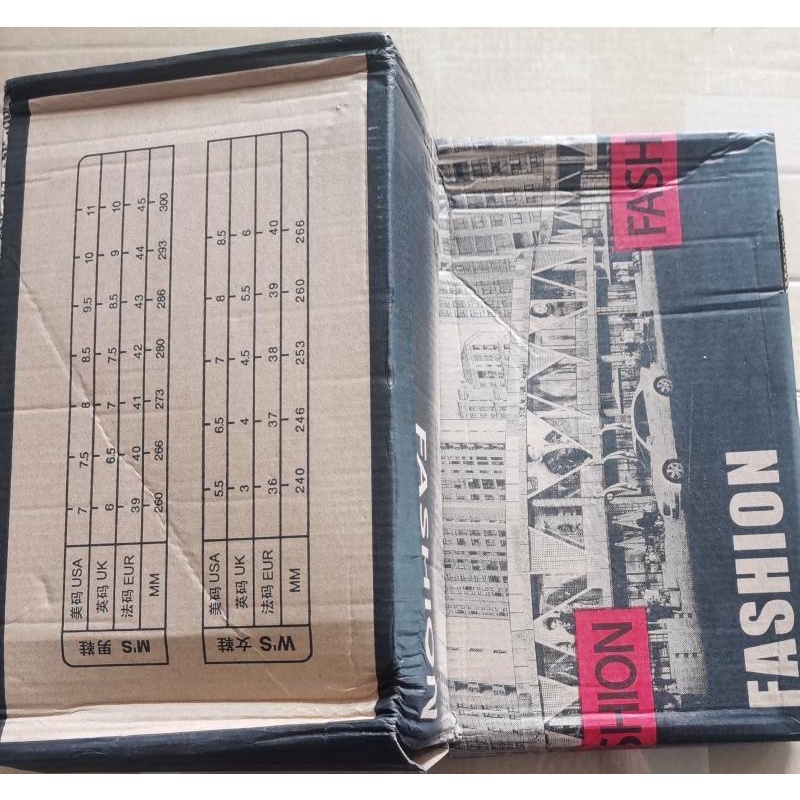 M'S 男鞋
美码 USA 7 7.5 8 8.5 9.5 10 11
英码 UK 6 6.5 7 7.5 8.5 9 10
法码 EUR 39 40 41 42 43 44 45
MM 260 266 273 280 286 293 300
W'S 女鞋
美码 USA 5.5 6.5 7 8 8.5
英码 UK 3 4 4.5 5.5 6
法码 EUR 36 37 38 39 40
MM 240 246 253 260 266
FASHION
FASH
SHION
FASHION